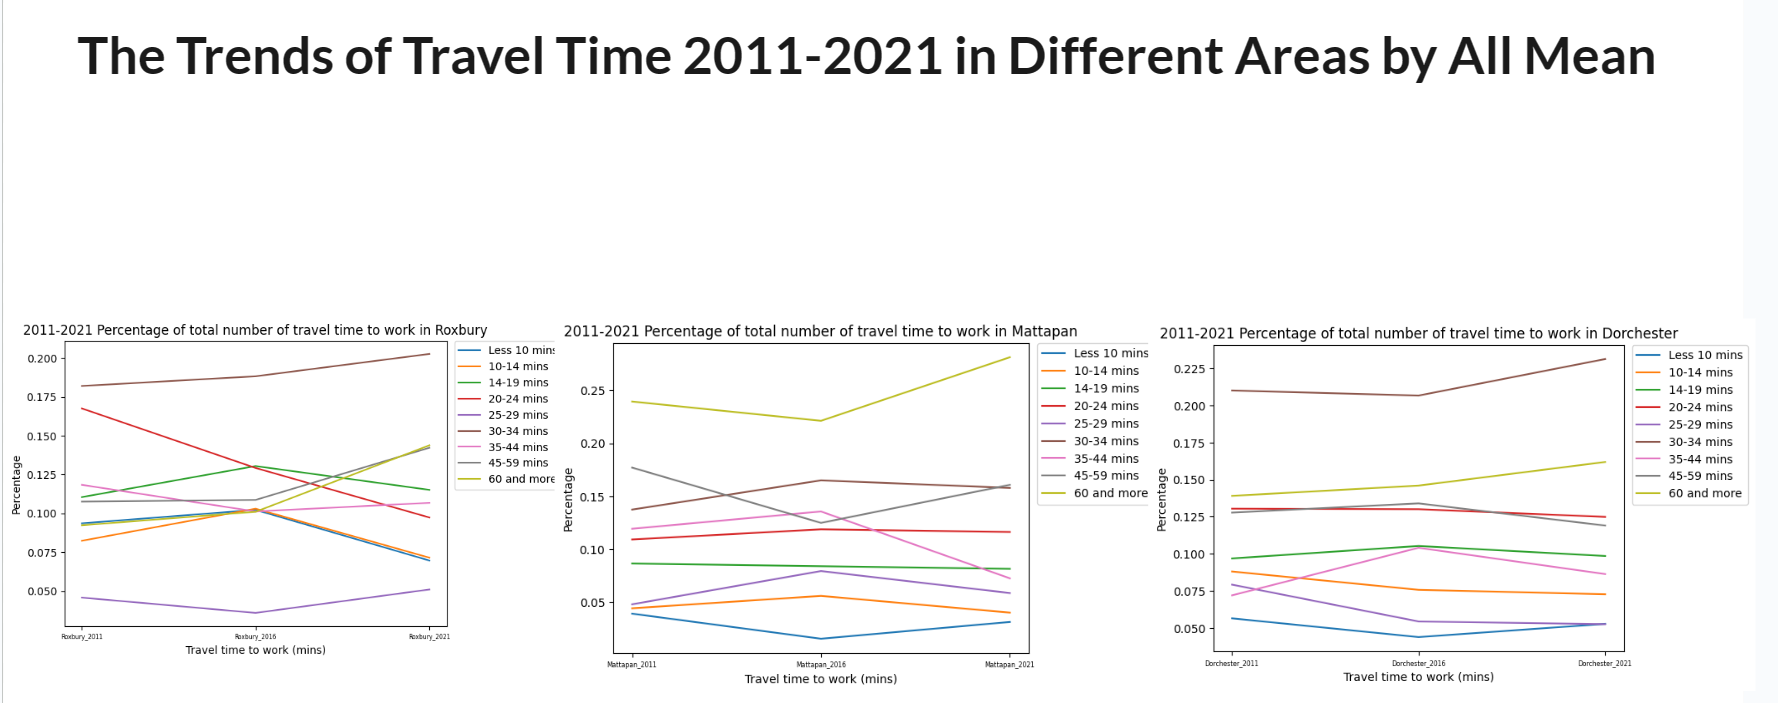 The Trends of Travel Time 2011-2021 in Different Areas by All Mean
2011-2021 Percentage of total number of travel time to work in Roxbury
0.200
0.175
0.150
0.125
0.100
0.075
0.050
Percentage
Roxbury_2011
Roxbury_2016
Roxbury_2021
Travel time to work (mins)
Less 10 mins
10-14 mins
14-19 mins
20-24 mins
25-29 mins
30-34 mins
35-44 mins
45-59 mins
60 and more
2011-2021 Percentage of total number of travel time to work in Mattapan
0.25
0.20
0.15
0.10
0.05
Percentage
Mattapan_2011
Mattapan_2016
Mattapan_2021
Travel time to work (mins)
Less 10 mins
10-14 mins
14-19 mins
20-24 mins
25-29 mins
30-34 mins
35-44 mins
45-59 mins
60 and more
2011-2021 Percentage of total number of travel time to work in Dorchester
0.225
0.200
0.175
0.150
0.125
0.100
0.075
0.050
Percentage
Dorchester_2011
Dorchester_2016
Dorchester_2021
Travel time to work (mins)
Less 10 mins
10-14 mins
14-19 mins
20-24 mins
25-29 mins
30-34 mins
35-44 mins
45-59 mins
60 and more